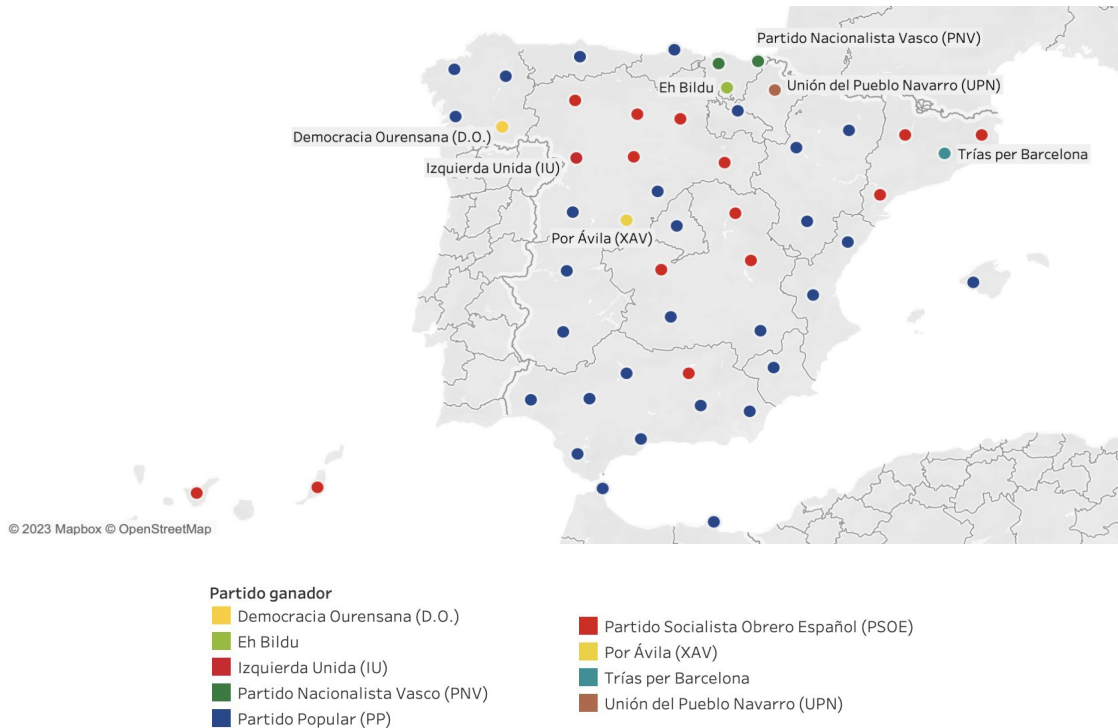 Partido Nacionalista Vasco (PNV)
Eh Bildu
Unión del Pueblo Navarro (UPN)
Democracia Ourensana (D.O.)
Izquierda Unida (IU)
Trías per Barcelona
Por Ávila (XAV)
© 2023 Mapbox © OpenStreetMap
Partido ganador
Democracia Ourensana (D.O.)
Eh Bildu
Izquierda Unida (IU)
Partido Nacionalista Vasco (PNV)
Partido Popular (PP)
Partido Socialista Obrero Español (PSOE)
Por Ávila (XAV)
Trías per Barcelona
Unión del Pueblo Navarro (UPN)